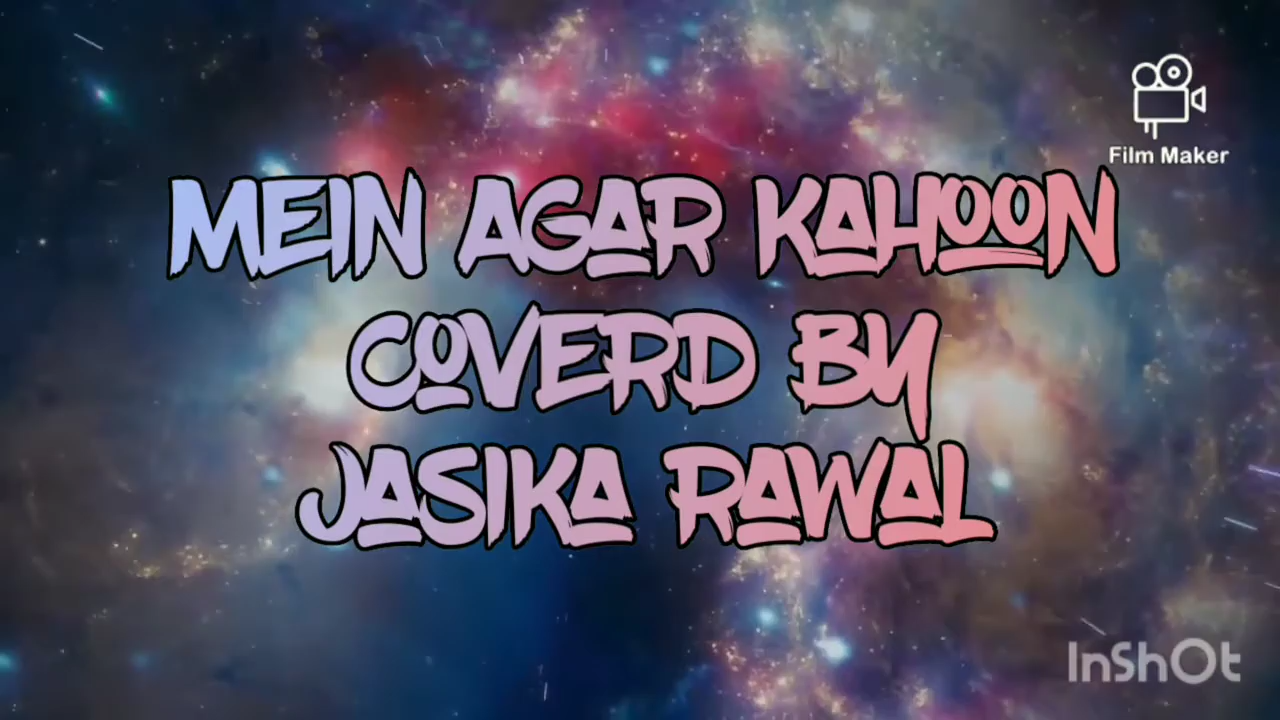 Film Maker
MEIN AGAR KAHOON
COVERD BY
JASIKA RAWAL
InShOt